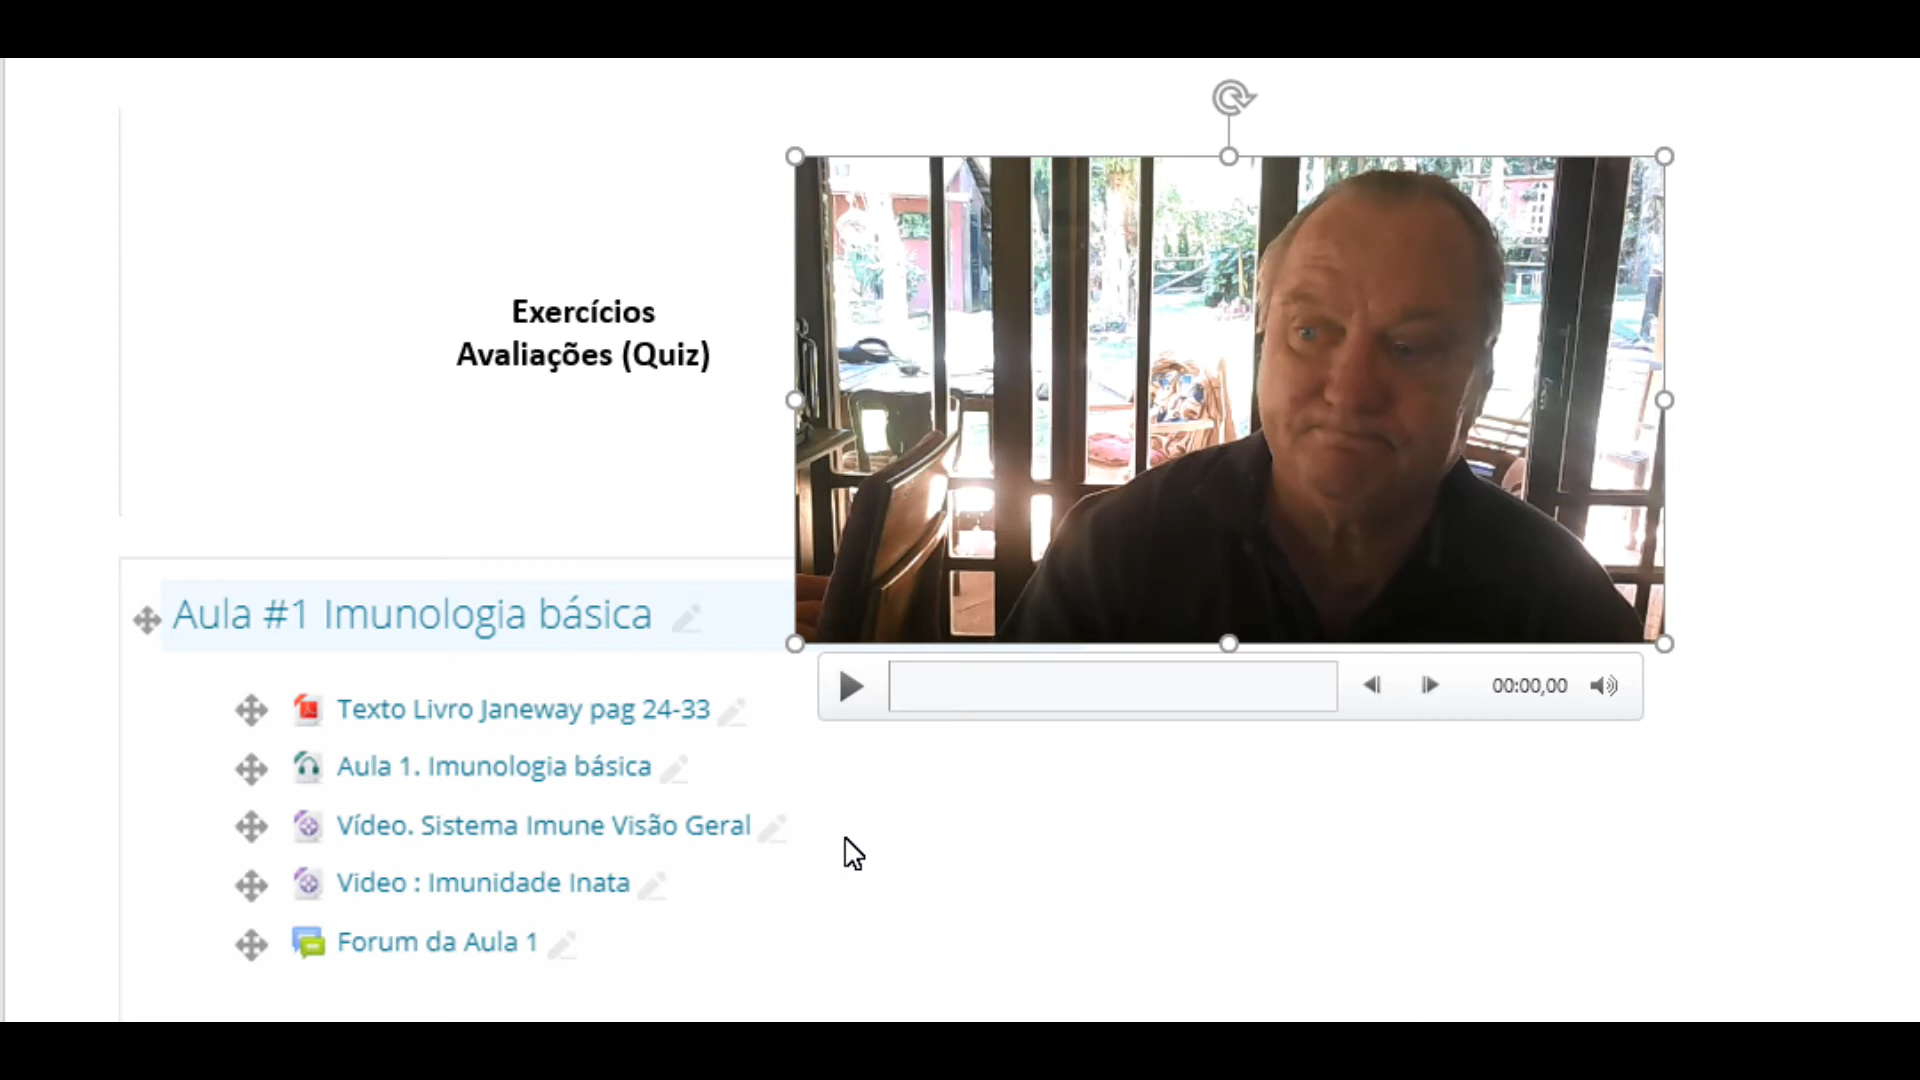 Exercícios
Avaliações (Quiz)
Aula #1 Imunologia básica
Texto Livro Janeway pag 24-33
Aula 1. Imunologia básica
Vídeo. Sistema Imune Visão Geral
Video : Imunidade Inata
Forum da Aula 1
00:00,00